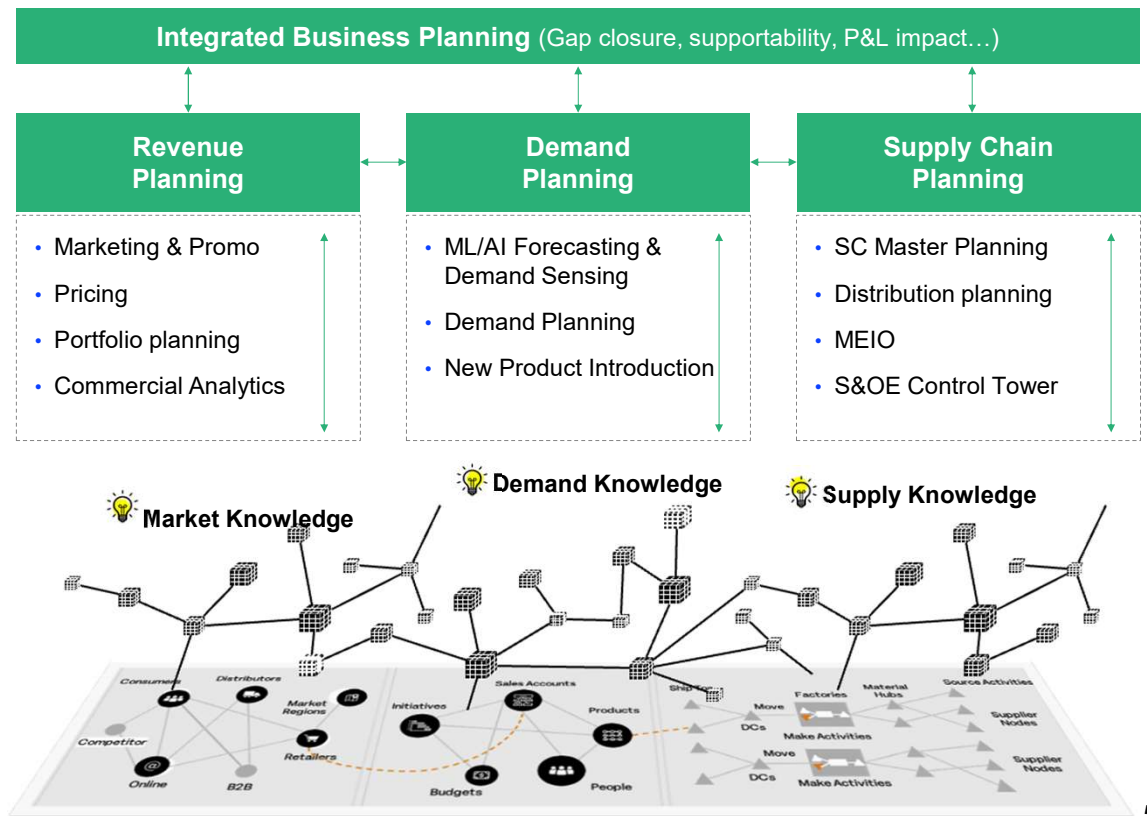 Integrated Business Planning (Gap closure, supportability, P&L impact…)
Revenue
Planning
Demand
Planning
Supply Chain
Planning
• Marketing & Promo
• Pricing
• Portfolio planning
• Commercial Analytics
• ML/AI Forecasting &
Demand Sensing
• Demand Planning
• New Product Introduction
• SC Master Planning
• Distribution planning
• MEIO
• S&OE Control Tower
Market Knowledge
Demand Knowledge
Supply Knowledge
Consumers
Distributors
Market
Regions
Competitor
Retailers
Online
B2B
Sales Accounts
Initiatives
Products
Budgets
People
Factories
Material
Hubs
Source Activities
Move
DCs
Make Activities
Supplier
Nodes
Move
DCs
Make Activities
Supplier
Nodes